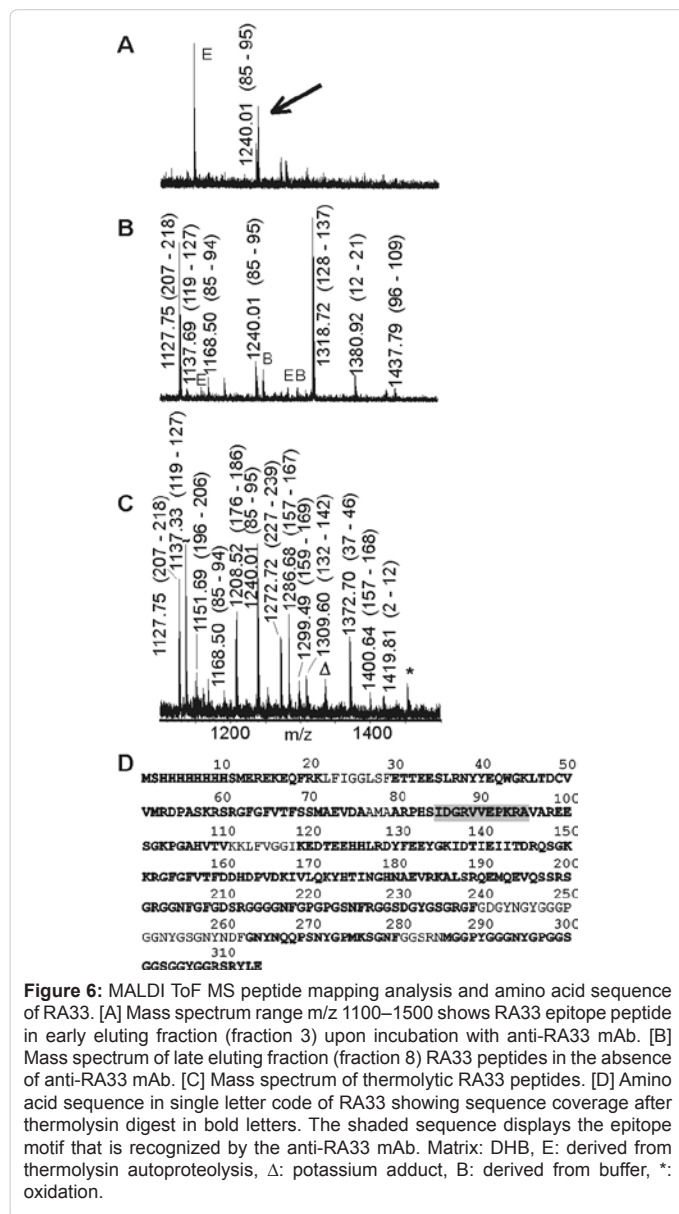 A
E
1240.01 (85 - 95)
B
1127.75 (207 - 218)
1137.69 (119 - 127)
E
1168.50 (85 - 94)
1240.01 (85 - 95)
B
EB
1318.72 (128 - 137)
1380.92 (12 - 21)
1437.79 (96 - 109)
C
1127.75 (207 - 218)
1137.33 (119 - 127)
1151.69 (196 - 206)
1168.50 (85 - 94)
1208.52 (176 - 186)
1240.01 (85 - 95)
1272.72 (227 - 239)
1286.68 (157 - 167)
1299.49 (159 - 169)
1309.60 (132 - 142)
Δ
1372.70 (37 - 46)
1400.64 (157 - 168)
1419.81 (2 - 12)
*
1200 m/z 1400
D
10 20 30 40 50
MSHHHHHHHHSMEREKEQFRKLFIGGLSFETTEESLRNYYEQWGKLTDCV
60 70 80 90 100
VMRDPASKRSRGFGFVTFSSMAEVDAAMAARPHSIDGRVVEPKRAVAREE
110 120 130 140 150
SGKPGAHVTVKKLFVGGIKEDTEEHHLRDYFEEYGKIDTIEIITDRQSGK
160 170 180 190 200
KRGFGFVTFDDHDPVDKIVLQKYHTINGHNAEVRKALSRQEMQEVQSSRS
210 220 230 240 250
GRGGNFGFGDSRGGGGNFGPGPGSNFRGGSDGYGSGRGFGDGYNGYGGGP
260 270 280 290 300
GGNYGSGNYNDFGNYNQQPSNYGPMKSGNFGGSRNMGGPYGGGNYGPGGS
310
GGSGGYGGRSRYLE
Figure 6: MALDI ToF MS peptide mapping analysis and amino acid sequence
of RA33. [A] Mass spectrum range m/z 1100–1500 shows RA33 epitope peptide
in early eluting fraction (fraction 3) upon incubation with anti-RA33 mAb. [B]
Mass spectrum of late eluting fraction (fraction 8) RA33 peptides in the absence
of anti-RA33 mAb. [C] Mass spectrum of thermolytic RA33 peptides. [D] Amino
acid sequence in single letter code of RA33 showing sequence coverage after
thermolysin digest in bold letters. The shaded sequence displays the epitope
motif that is recognized by the anti-RA33 mAb. Matrix: DHB, E: derived from
thermolysin autoproteolysis, Δ: potassium adduct, B: derived from buffer, *:
oxidation.